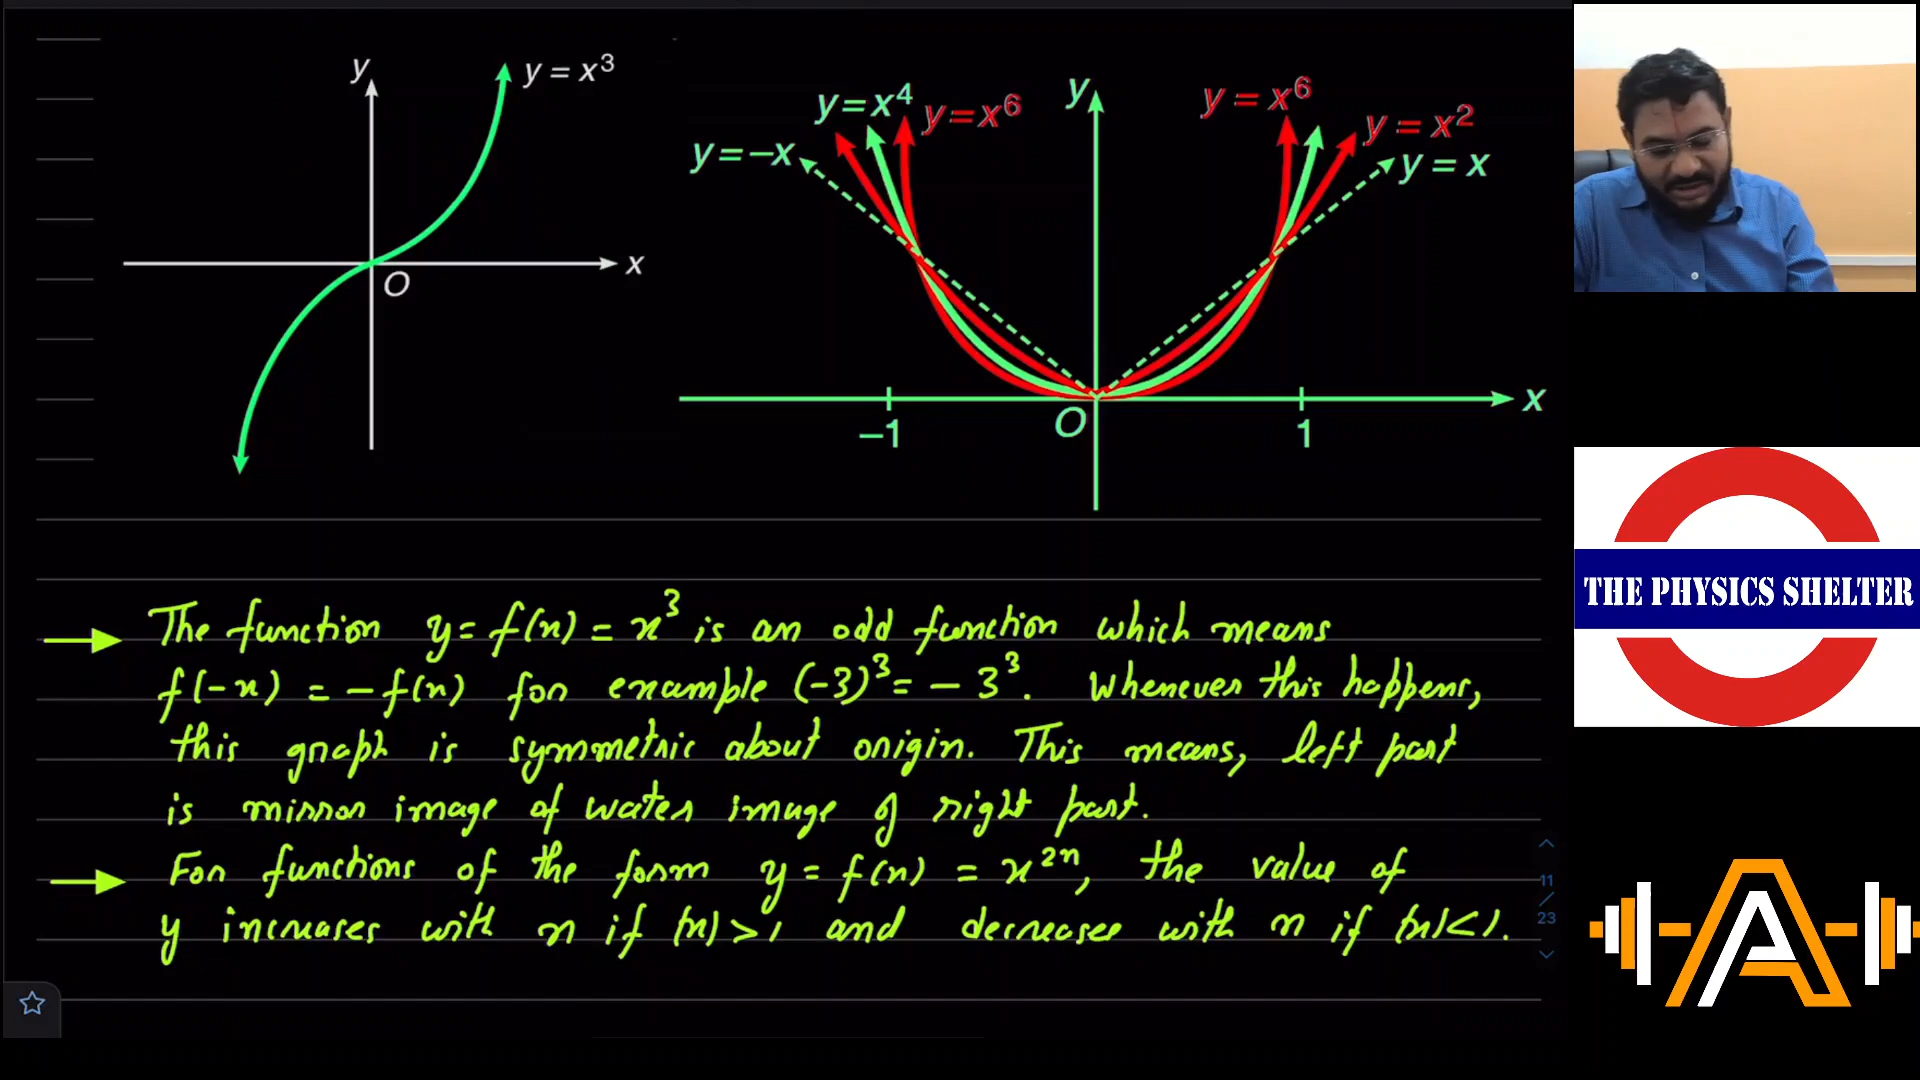 y
y = x³
x
O
y=x⁴
y=x⁶
y=−x
y
y = x⁶
y = x²
y = x
−1
O
1
x
The function y= f(x) = x³ is an odd function which means
f(-x) = -f(x) for example (-3)³= - 3³. Whenever this happens,
this graph is symmetric about origin. This means, left part
is mirror image of water image of right part.
For functions of the form y = f(x) = x²ⁿ, the value of
y increases with n if |x|>1 and decreases with n if |x|<1.
11
/
23
THE PHYSICS SHELTER
A